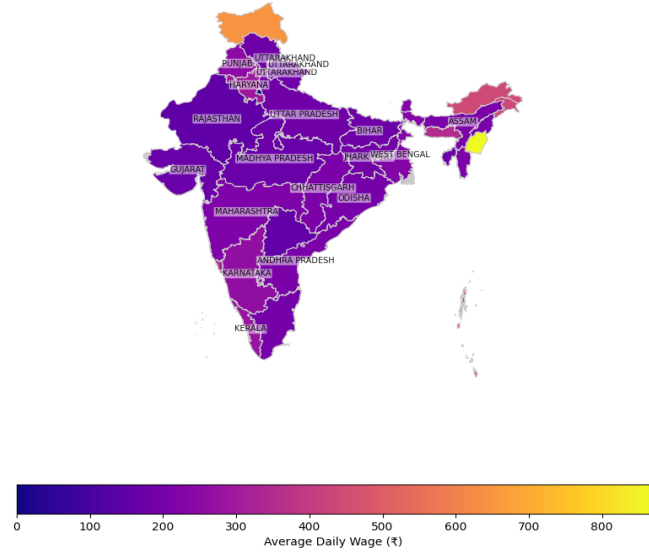 UTTARAKHAND
UTTARAKHAND
UTTARAKHAND
PUNJAB
HARYANA
RAJASTHAN
UTTAR PRADESH
ASSAM
BIHAR
GUJARAT
MADHYA PRADESH
JHARK
WEST BENGAL
CHHATTISGARH
ODISHA
MAHARASHTRA
ANDHRA PRADESH
KARNATAKA
KERALA
0 100 200 300 400 500 600 700 800
Average Daily Wage (₹)